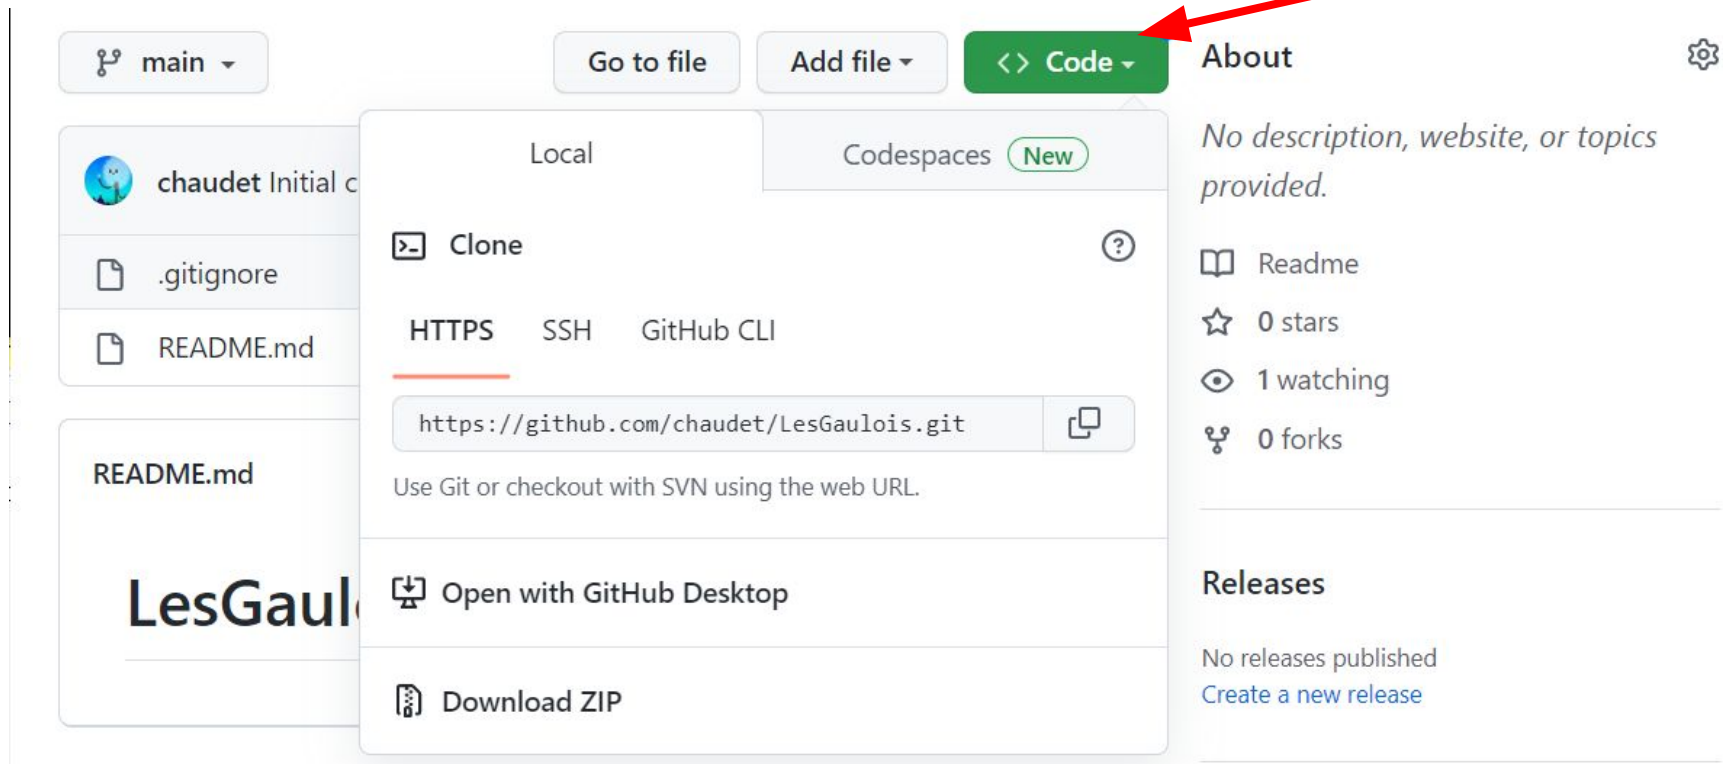 main
Go to file
Add file
Code
About
No description, website, or topics
provided.
Local
Codespaces New
chaudet Initial c
Clone
.gitignore
Readme
HTTPS SSH GitHub CLI
0 stars
README.md
1 watching
https://github.com/chaudet/LesGaulois.git
0 forks
README.md
Use Git or checkout with SVN using the web URL.
LesGaul
Open with GitHub Desktop
Releases
No releases published
Create a new release
Download ZIP